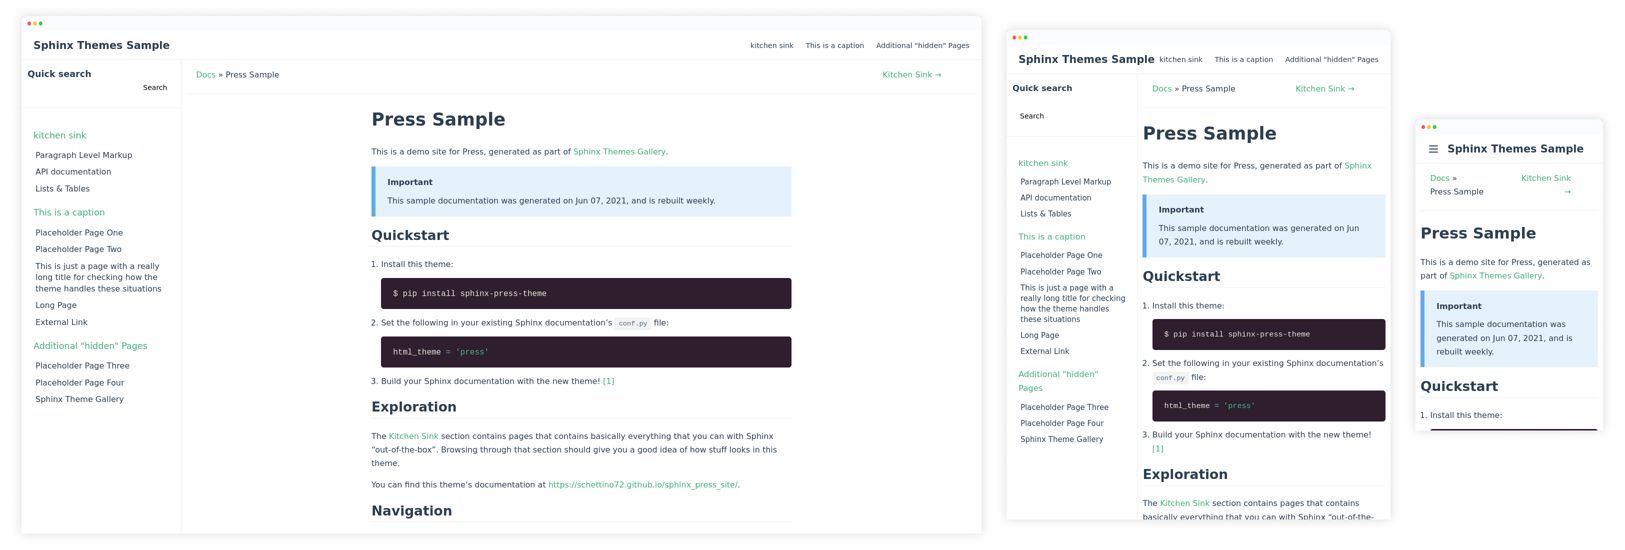 Sphinx Themes Sample
kitchen sink This is a caption Additional "hidden" Pages
Quick search
Search
kitchen sink
Paragraph Level Markup
API documentation
Lists & Tables
This is a caption
Placeholder Page One
Placeholder Page Two
This is just a page with a really
long title for checking how the
theme handles these situations
Long Page
External Link
Additional "hidden" Pages
Placeholder Page Three
Placeholder Page Four
Sphinx Theme Gallery
Docs » Press Sample
Kitchen Sink →
Press Sample
This is a demo site for Press, generated as part of Sphinx Themes Gallery.
Important
This sample documentation was generated on Jun 07, 2021, and is rebuilt weekly.
Quickstart
1. Install this theme:
$ pip install sphinx-press-theme
2. Set the following in your existing Sphinx documentation’s conf.py file:
html_theme = 'press'
3. Build your Sphinx documentation with the new theme! [1]
Exploration
The Kitchen Sink section contains pages that contains basically everything that you can with Sphinx
“out-of-the-box”. Browsing through that section should give you a good idea of how stuff looks in this
theme.
You can find this theme’s documentation at https://schettino72.github.io/sphinx_press_site/.
Navigation
Sphinx Themes Sample
kitchen sink This is a caption Additional "hidden" Pages
Quick search
Search
kitchen sink
Paragraph Level Markup
API documentation
Lists & Tables
This is a caption
Placeholder Page One
Placeholder Page Two
This is just a page with a
really long title for checking
how the theme handles
these situations
Long Page
External Link
Additional "hidden"
Pages
Placeholder Page Three
Placeholder Page Four
Sphinx Theme Gallery
Docs » Press Sample
Kitchen Sink →
Press Sample
This is a demo site for Press, generated as part of Sphinx
Themes Gallery.
Important
This sample documentation was generated on Jun
07, 2021, and is rebuilt weekly.
Quickstart
1. Install this theme:
$ pip install sphinx-press-theme
2. Set the following in your existing Sphinx documentation’s
conf.py file:
html_theme = 'press'
3. Build your Sphinx documentation with the new theme!
[1]
Exploration
The Kitchen Sink section contains pages that contains
basically everything that you can with Sphinx “out-of-the-
Sphinx Themes Sample
Docs »
Press Sample
Kitchen Sink
→
Press Sample
This is a demo site for Press, generated as
part of Sphinx Themes Gallery.
Important
This sample documentation was
generated on Jun 07, 2021, and is
rebuilt weekly.
Quickstart
1. Install this theme: